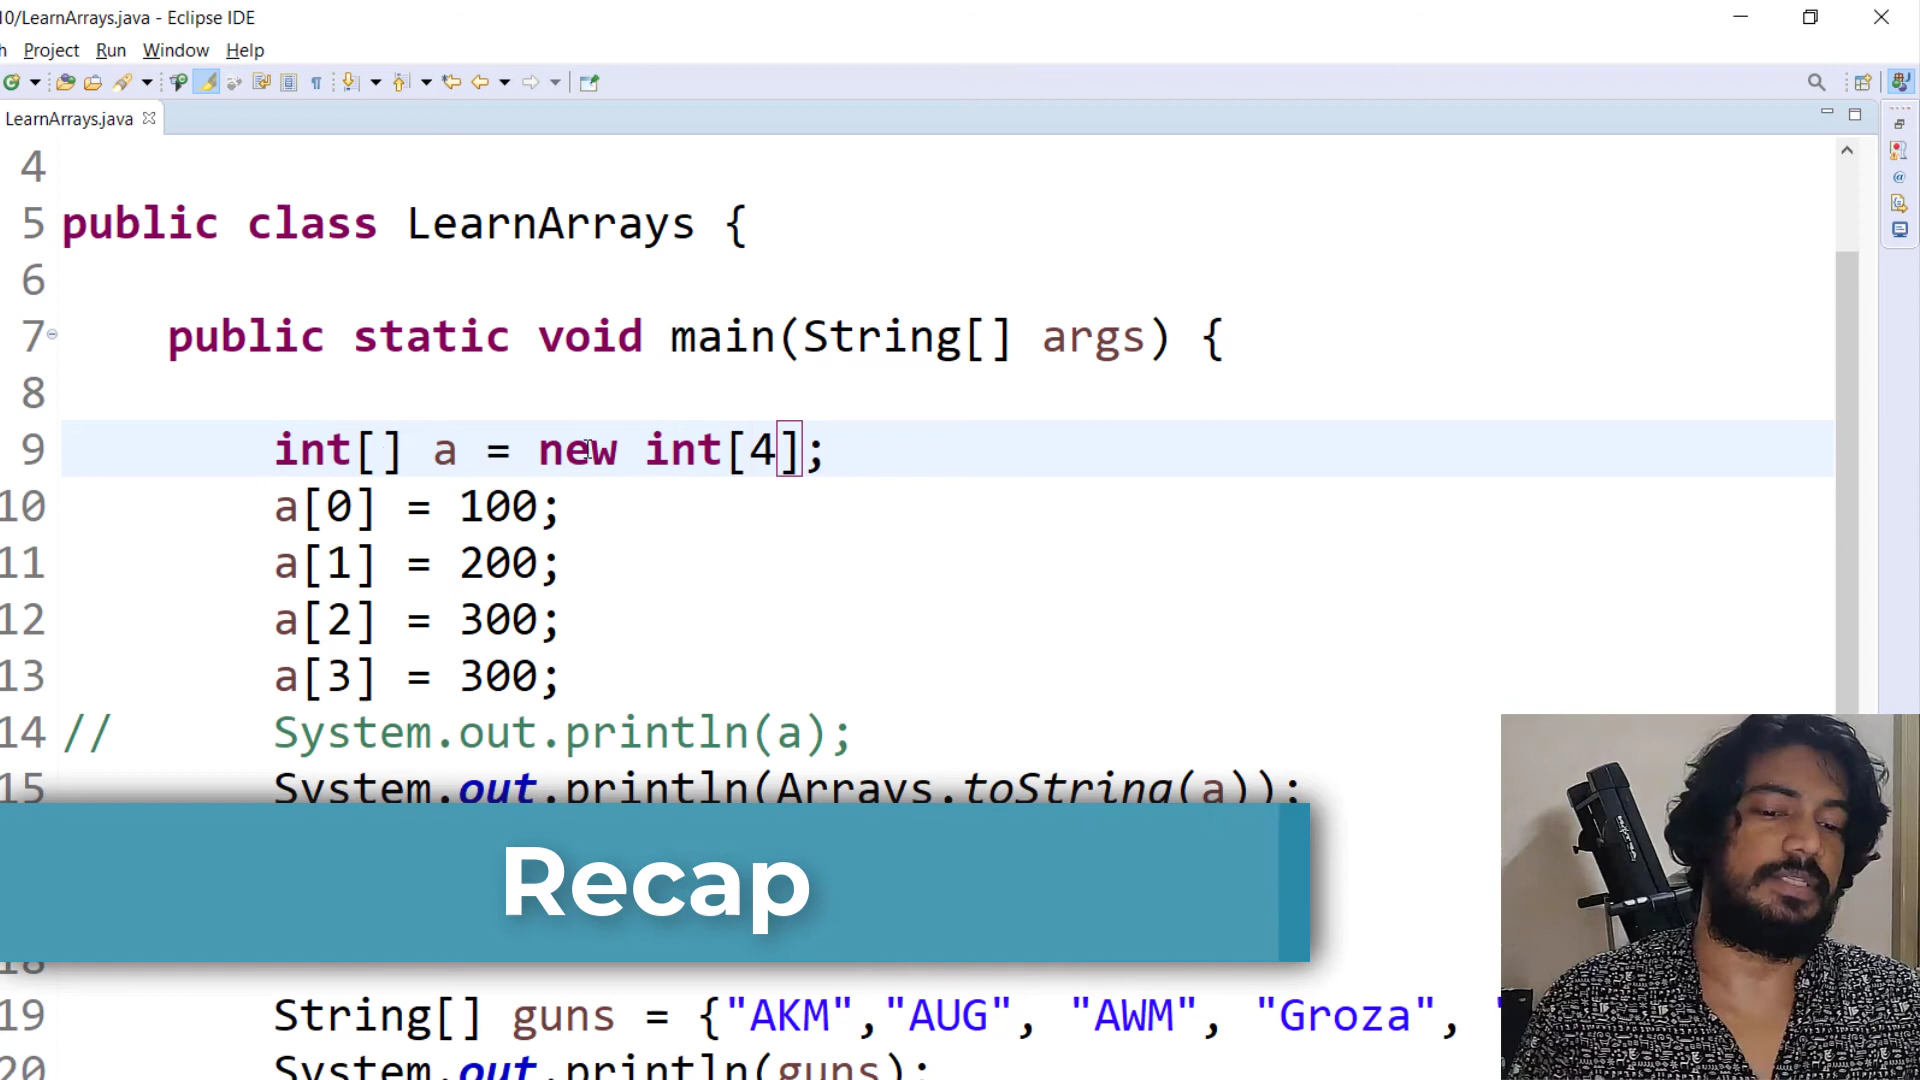 10/LearnArrays.java - Eclipse IDE
h Project Run Window Help
LearnArrays.java
4
5 public class LearnArrays {
6
7 public static void main(String[] args) {
8
9 int[] a = new int[4];
10 a[0] = 100;
11 a[1] = 200;
12 a[2] = 300;
13 a[3] = 300;
14 // System.out.println(a);
15 System.out.println(Arrays.toString(a));
Recap
18
19 String[] guns = {"AKM","AUG", "AWM", "Groza", "
20 System.out.println(guns);